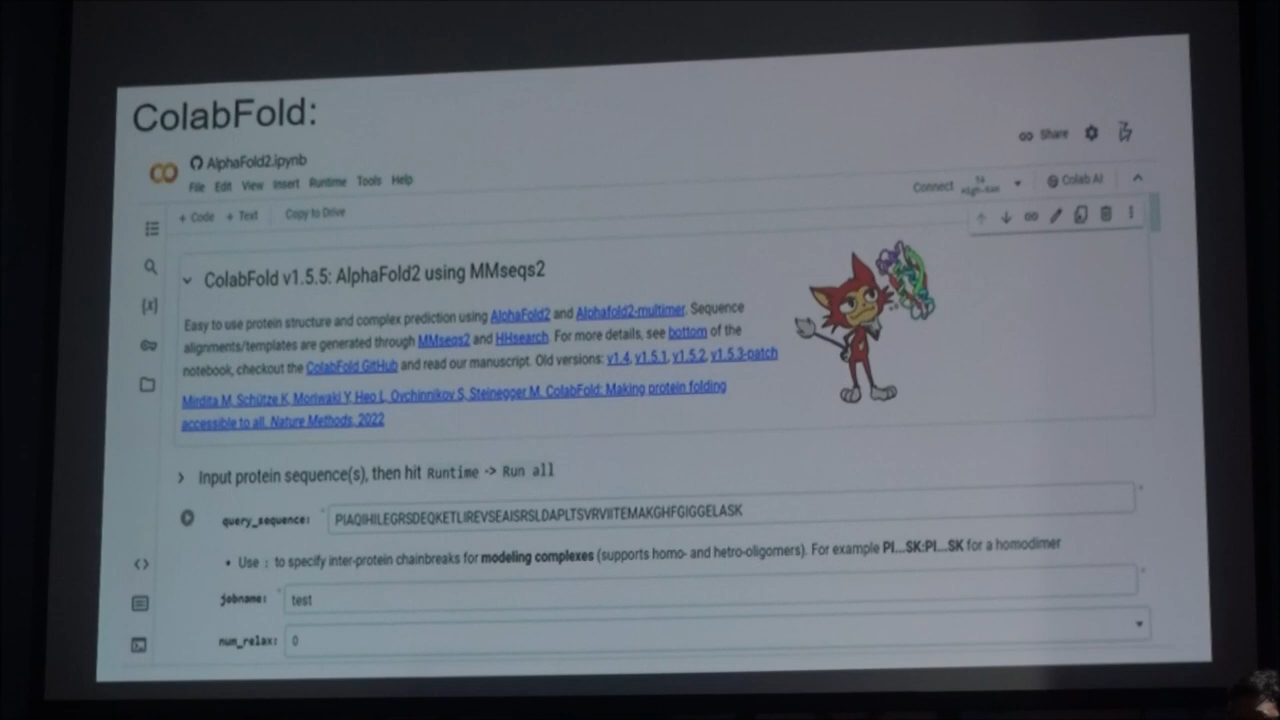 ColabFold:
AlphaFold2.ipynb
Share
File Edit View Insert Runtime Tools Help
Connect
Colab AI
+ Code + Text Copy to Drive
ColabFold v1.5.5: AlphaFold2 using MMseqs2
Easy to use protein structure and complex prediction using AlphaFold2 and Alphafold2-multimer. Sequence
alignments/templates are generated through MMseqs2 and HHsearch. For more details, see bottom of the
notebook, checkout the ColabFold GitHub and read our manuscript. Old versions: v1.4, v1.5.1, v1.5.2, v1.5.3-patch
Mirdita M, Schütze K, Moriwaki Y, Heo L, Ovchinnikov S, Steinegger M. ColabFold: Making protein folding
accessible to all. Nature Methods, 2022
Input protein sequence(s), then hit Runtime -> Run all
query_sequence: PIAQIHILEGRSDEQKETLIREVSEAISRSLDAPLTSVRVIITEMAKGHFGIGGELASK
• Use : to specify inter-protein chainbreaks for modeling complexes (supports homo- and hetro-oligomers). For example PI...SK:PI...SK for a homodimer
jobname: test
num_relax: 0